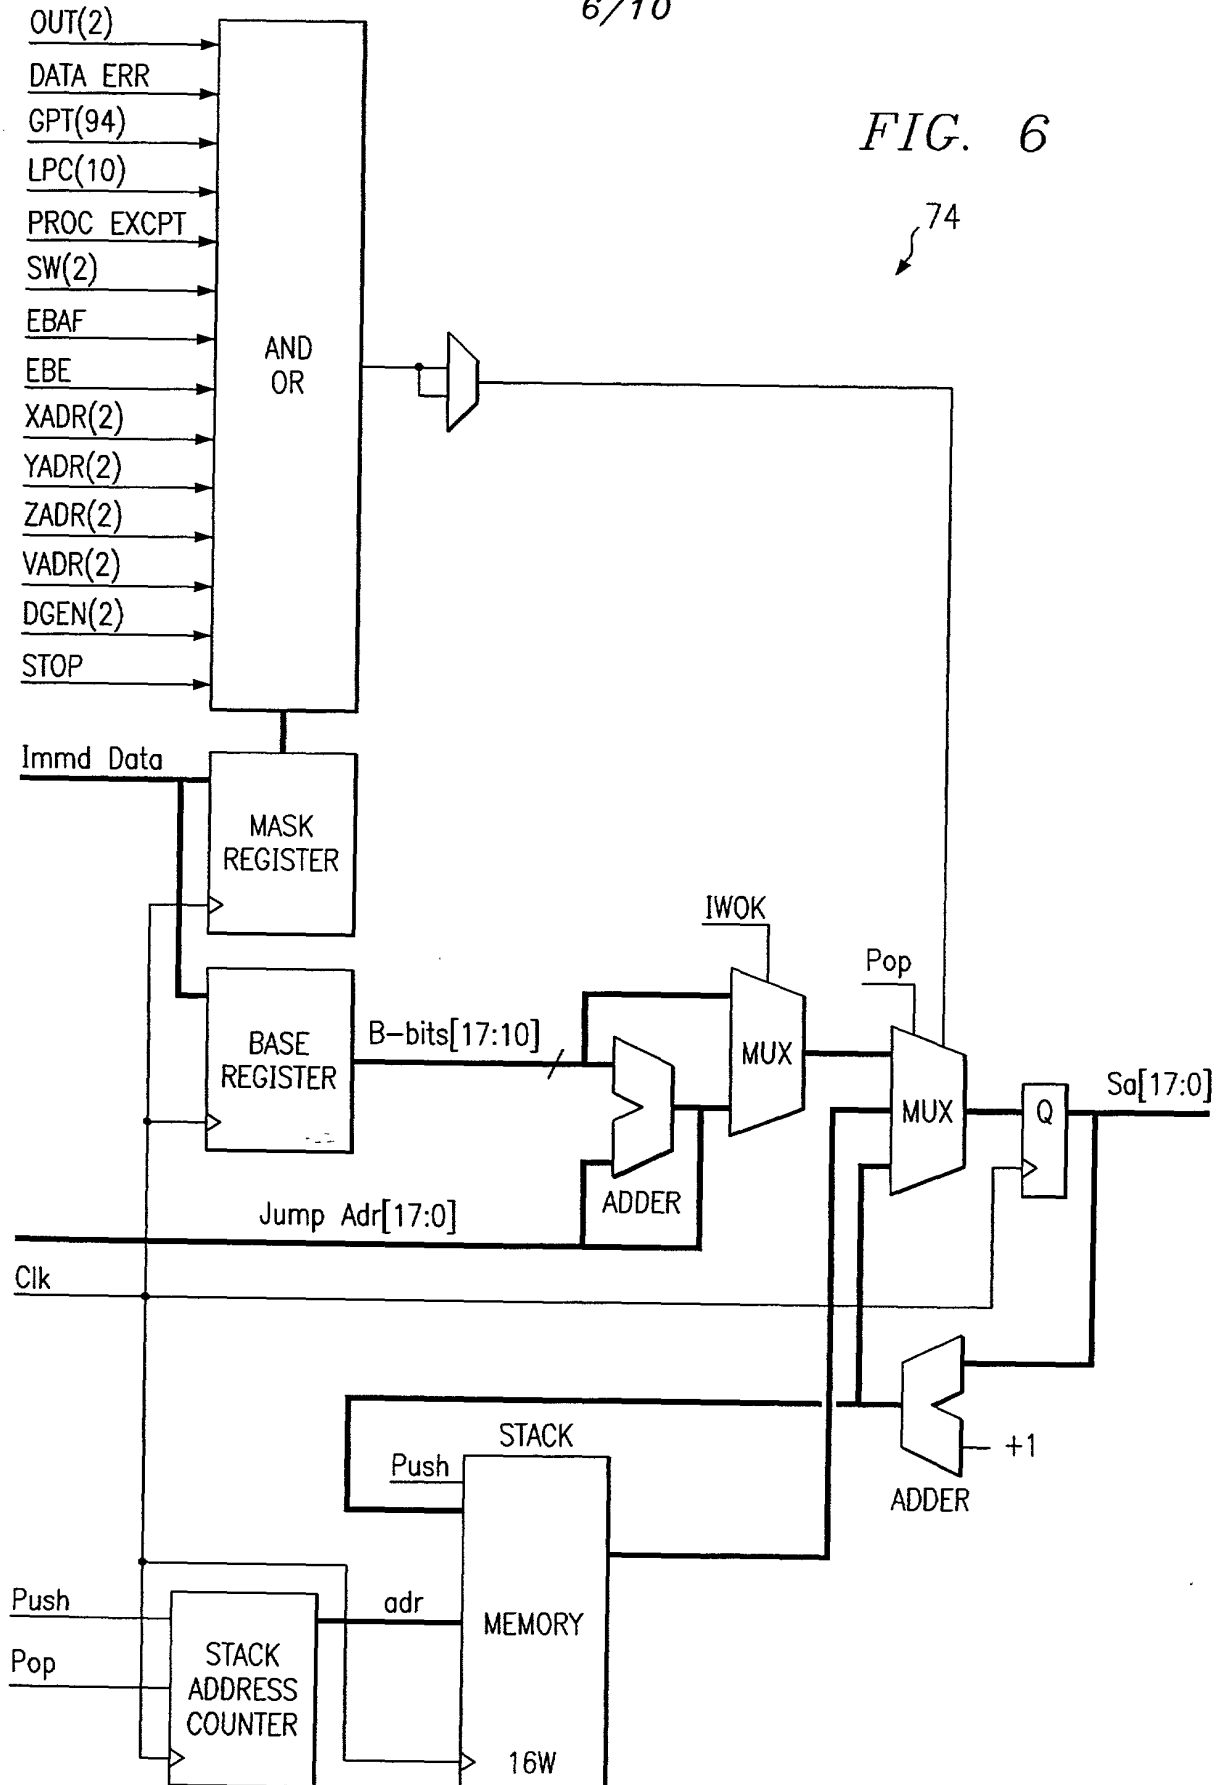 6/10
FIG. 6
74
OUT(2)
DATA ERR
GPT(94)
LPC(10)
PROC EXCPT
SW(2)
EBAF
EBE
XADR(2)
YADR(2)
ZADR(2)
VADR(2)
DGEN(2)
STOP
AND
OR
Immd Data
MASK
REGISTER
IWOK
Pop
BASE
REGISTER
B-bits[17:10]
MUX
MUX
Q
Sa[17:0]
ADDER
Jump Adr[17:0]
Clk
+1
ADDER
STACK
Push
MEMORY
16W
adr
Push
Pop
STACK
ADDRESS
COUNTER